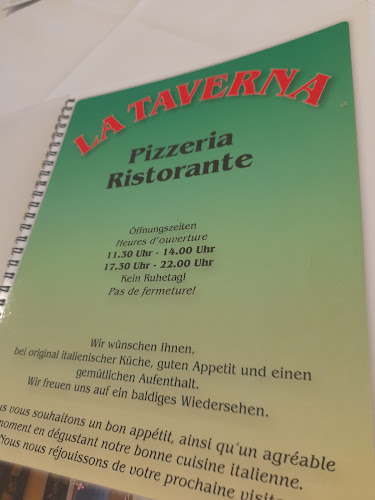 LA TAVERNA
Pizzeria
Ristorante
Öffnungszeiten
Heures d'ouverture
11.30 Uhr - 14.00 Uhr
17.30 Uhr - 22.00 Uhr
Kein Ruhetag!
Pas de fermeture!
Wir wünschen Ihnen,
bei original italienischer Küche, guten Appetit und einen
gemütlichen Aufenthalt.
Wir freuen uns auf ein baldiges Wiedersehen.
vous souhaitons un bon appétit, ainsi qu'un agréable
moment en dégustant notre bonne cuisine italienne.
Nous nous réjouissons de votre prochaine